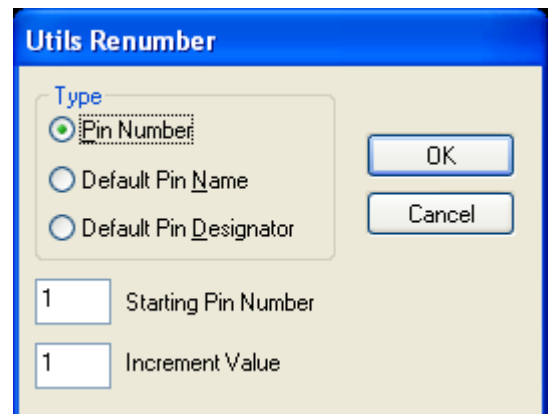 Utils Renumber
Type
Pin Number
Default Pin Name
Default Pin Designator
OK
Cancel
1 Starting Pin Number
1 Increment Value